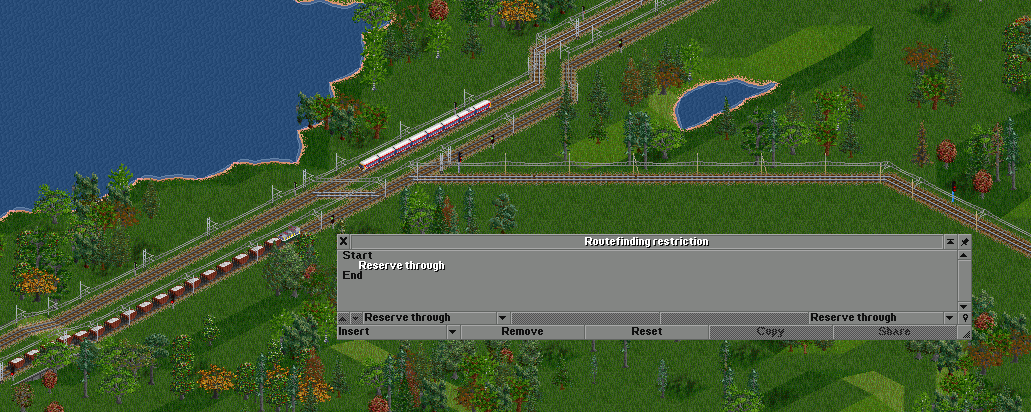 X Routefinding restriction
Start
Reserve through
End
Reserve through Reserve through
Insert Remove Reset Copy Share